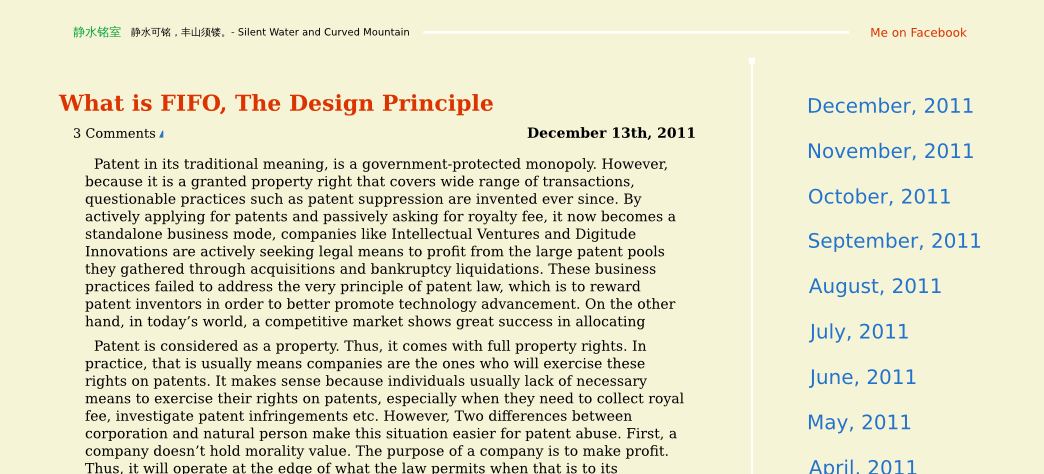 静水铭室 静水可铭，丰山须镂。- Silent Water and Curved Mountain
Me on Facebook
What is FIFO, The Design Principle
3 Comments
December 13th, 2011
Patent in its traditional meaning, is a government-protected monopoly. However,
because it is a granted property right that covers wide range of transactions,
questionable practices such as patent suppression are invented ever since. By
actively applying for patents and passively asking for royalty fee, it now becomes a
standalone business mode, companies like Intellectual Ventures and Digitude
Innovations are actively seeking legal means to profit from the large patent pools
they gathered through acquisitions and bankruptcy liquidations. These business
practices failed to address the very principle of patent law, which is to reward
patent inventors in order to better promote technology advancement. On the other
hand, in today’s world, a competitive market shows great success in allocating
Patent is considered as a property. Thus, it comes with full property rights. In
practice, that is usually means companies are the ones who will exercise these
rights on patents. It makes sense because individuals usually lack of necessary
means to exercise their rights on patents, especially when they need to collect royal
fee, investigate patent infringements etc. However, Two differences between
corporation and natural person make this situation easier for patent abuse. First, a
company doesn’t hold morality value. The purpose of a company is to make profit.
Thus, it will operate at the edge of what the law permits when that is to its
December, 2011
November, 2011
October, 2011
September, 2011
August, 2011
July, 2011
June, 2011
May, 2011
April, 2011